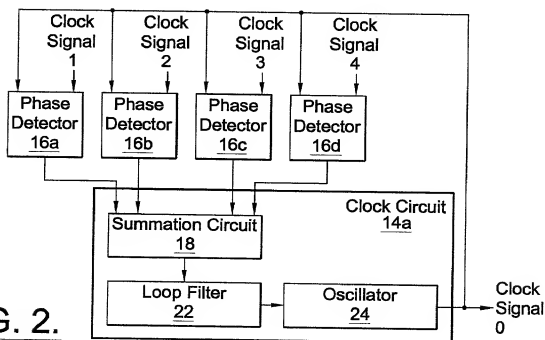 Clock Signal 1
Clock Signal 2
Clock Signal 3
Clock Signal 4
Phase Detector 16a
Phase Detector 16b
Phase Detector 16c
Phase Detector 16d
Clock Circuit 14a
Summation Circuit 18
Loop Filter 22
Oscillator 24
Clock Signal 0
G. 2.